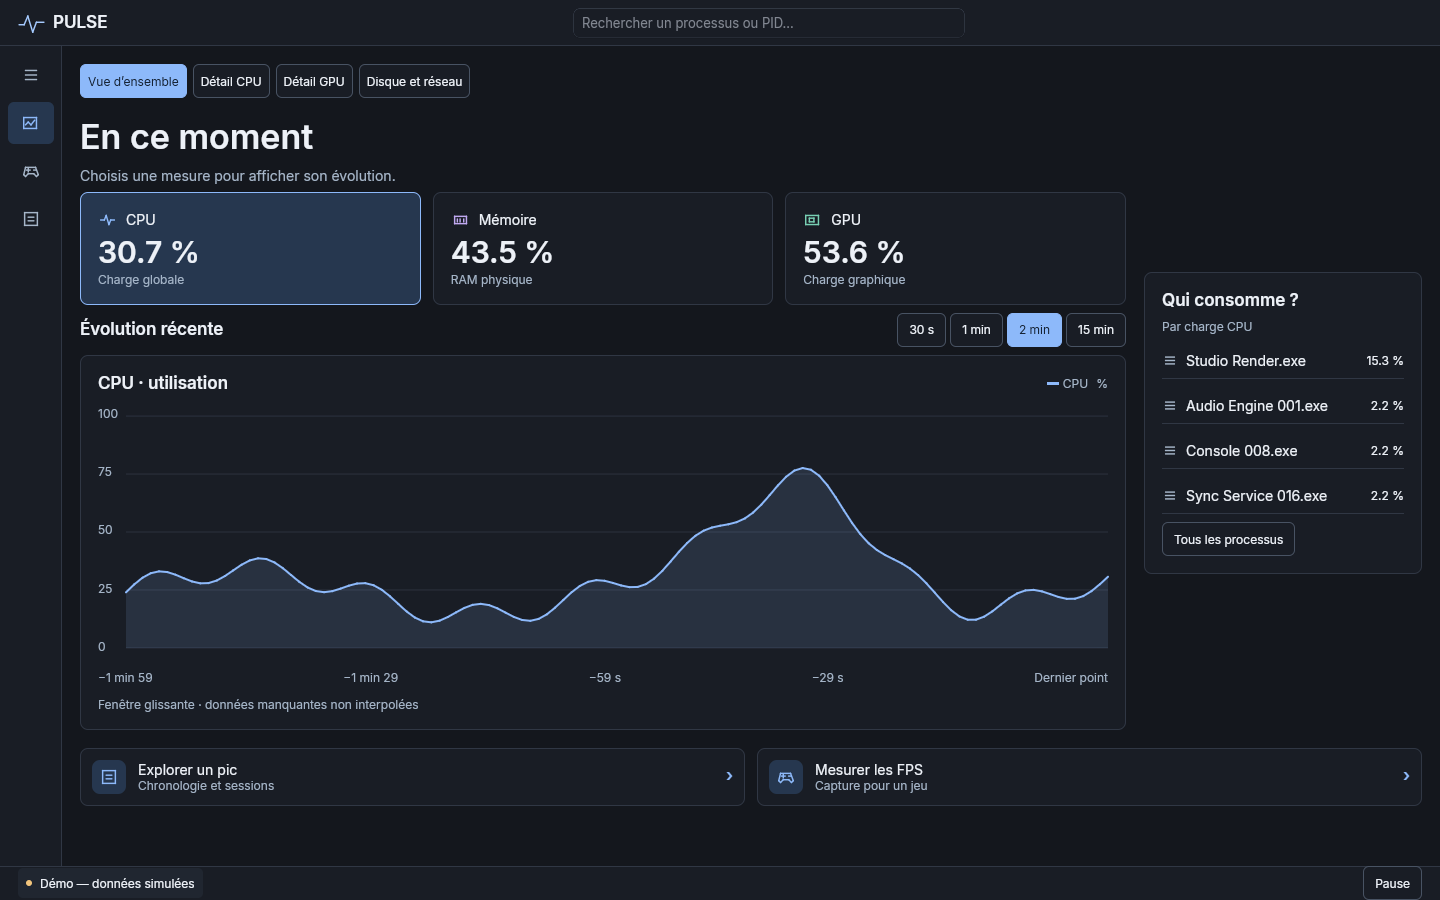 PULSE
Rechercher un processus ou PID...
Vue d’ensemble
Détail CPU
Détail GPU
Disque et réseau
En ce moment
Choisis une mesure pour afficher son évolution.
CPU
30.7 %
Charge globale
Mémoire
43.5 %
RAM physique
GPU
53.6 %
Charge graphique
Évolution récente
30 s
1 min
2 min
15 min
CPU · utilisation
CPU %
100
75
50
25
0
−1 min 59
−1 min 29
−59 s
−29 s
Dernier point
Fenêtre glissante · données manquantes non interpolées
Qui consomme ?
Par charge CPU
Studio Render.exe 15.3 %
Audio Engine 001.exe 2.2 %
Console 008.exe 2.2 %
Sync Service 016.exe 2.2 %
Tous les processus
Explorer un pic
Chronologie et sessions
Mesurer les FPS
Capture pour un jeu
Démo — données simulées
Pause